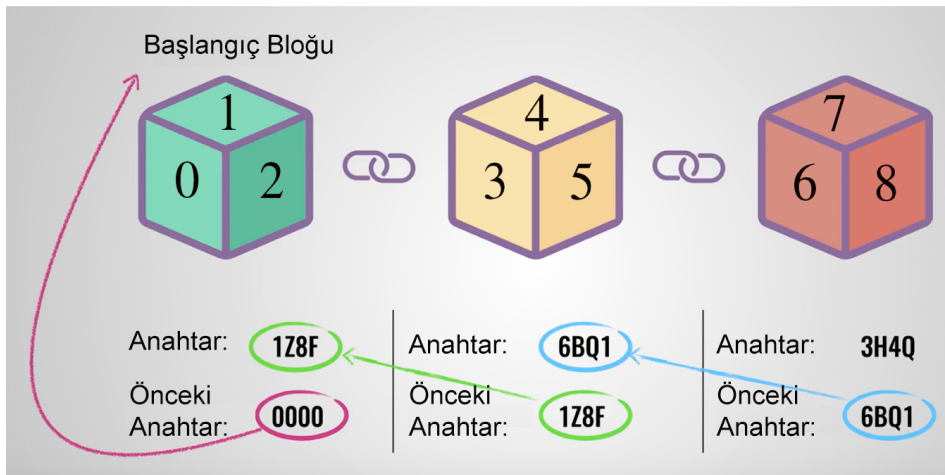 Başlangıç Bloğu
1
0 2
4
3 5
7
6 8
Anahtar: 1Z8F
Önceki
Anahtar: 0000
Anahtar: 6BQ1
Önceki
Anahtar: 1Z8F
Anahtar: 3H4Q
Önceki
Anahtar: 6BQ1